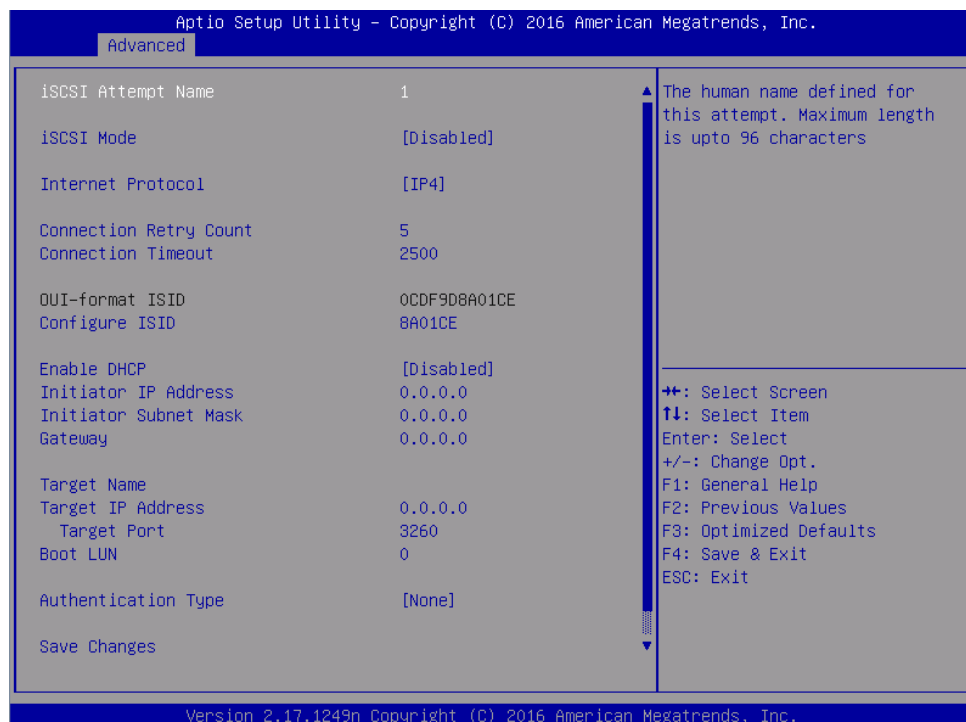 Aptio Setup Utility – Copyright (C) 2016 American Megatrends, Inc.
Advanced
iSCSI Attempt Name 1
iSCSI Mode [Disabled]
Internet Protocol [IP4]
Connection Retry Count 5
Connection Timeout 2500
OUI-format ISID 0CDF9D8A01CE
Configure ISID 8A01CE
Enable DHCP [Disabled]
Initiator IP Address 0.0.0.0
Initiator Subnet Mask 0.0.0.0
Gateway 0.0.0.0
Target Name
Target IP Address 0.0.0.0
Target Port 3260
Boot LUN 0
Authentication Type [None]
Save Changes
The human name defined for
this attempt. Maximum length
is upto 96 characters
→←: Select Screen
↑↓: Select Item
Enter: Select
+/-: Change Opt.
F1: General Help
F2: Previous Values
F3: Optimized Defaults
F4: Save & Exit
ESC: Exit
Version 2.17.1249n Copyright (C) 2016 American Megatrends, Inc.